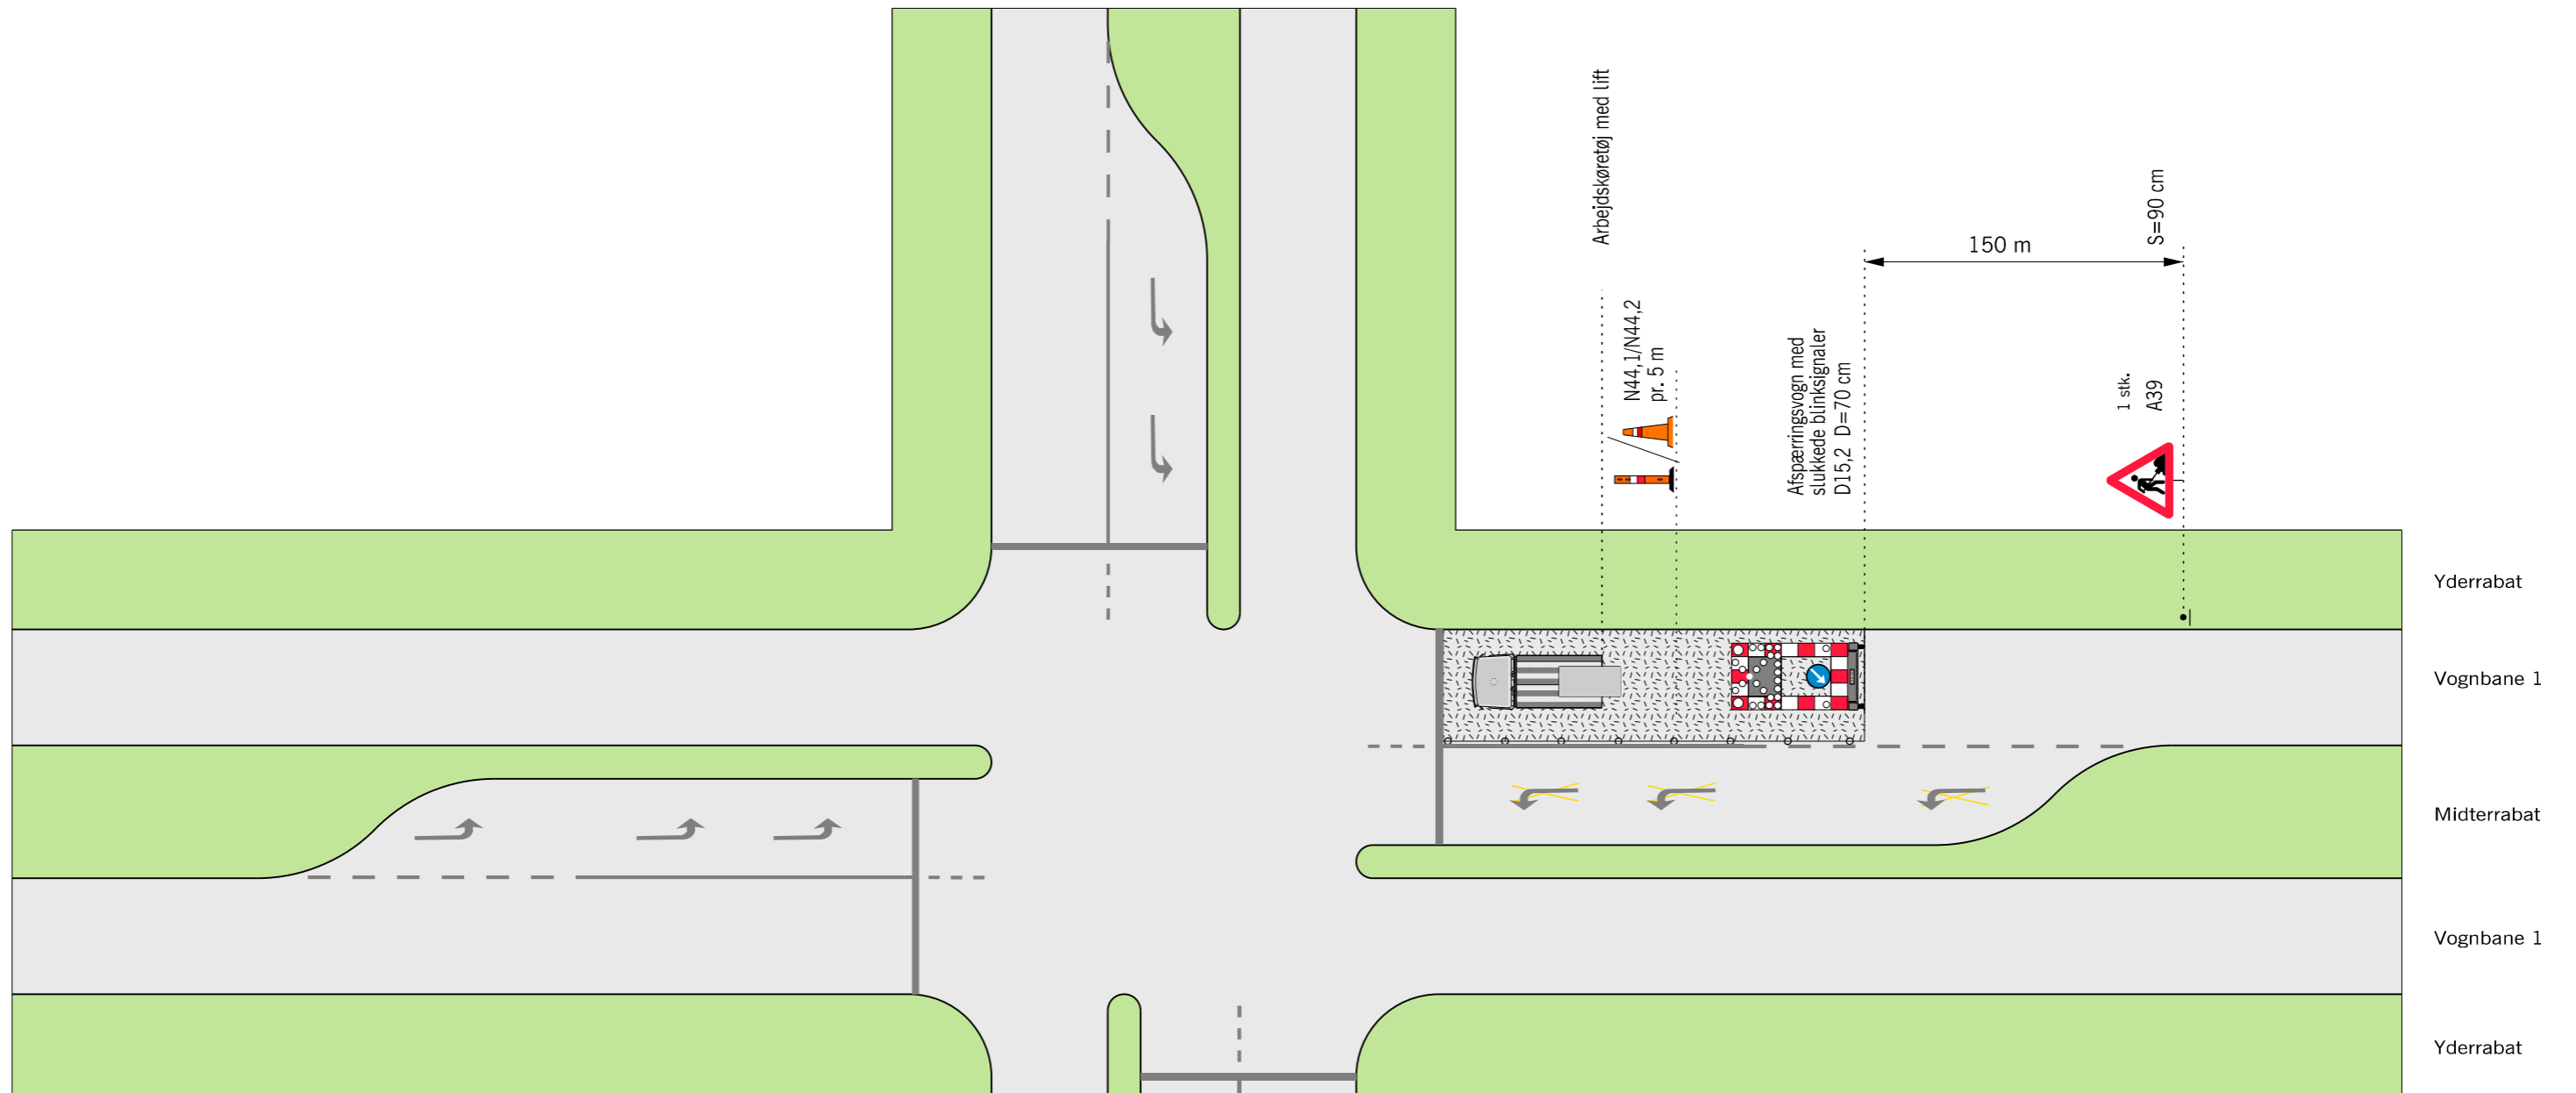 Arbejdskøretøj med lift
N44,1/N44,2
pr. 5 m
Afspærringsvogn med
slukkede blinksignaler
D15,2 D=70 cm
150 m
S=90 cm
1 stk.
A39
Yderrabat
Vognbane 1
Midterrabat
Vognbane 1
Yderrabat